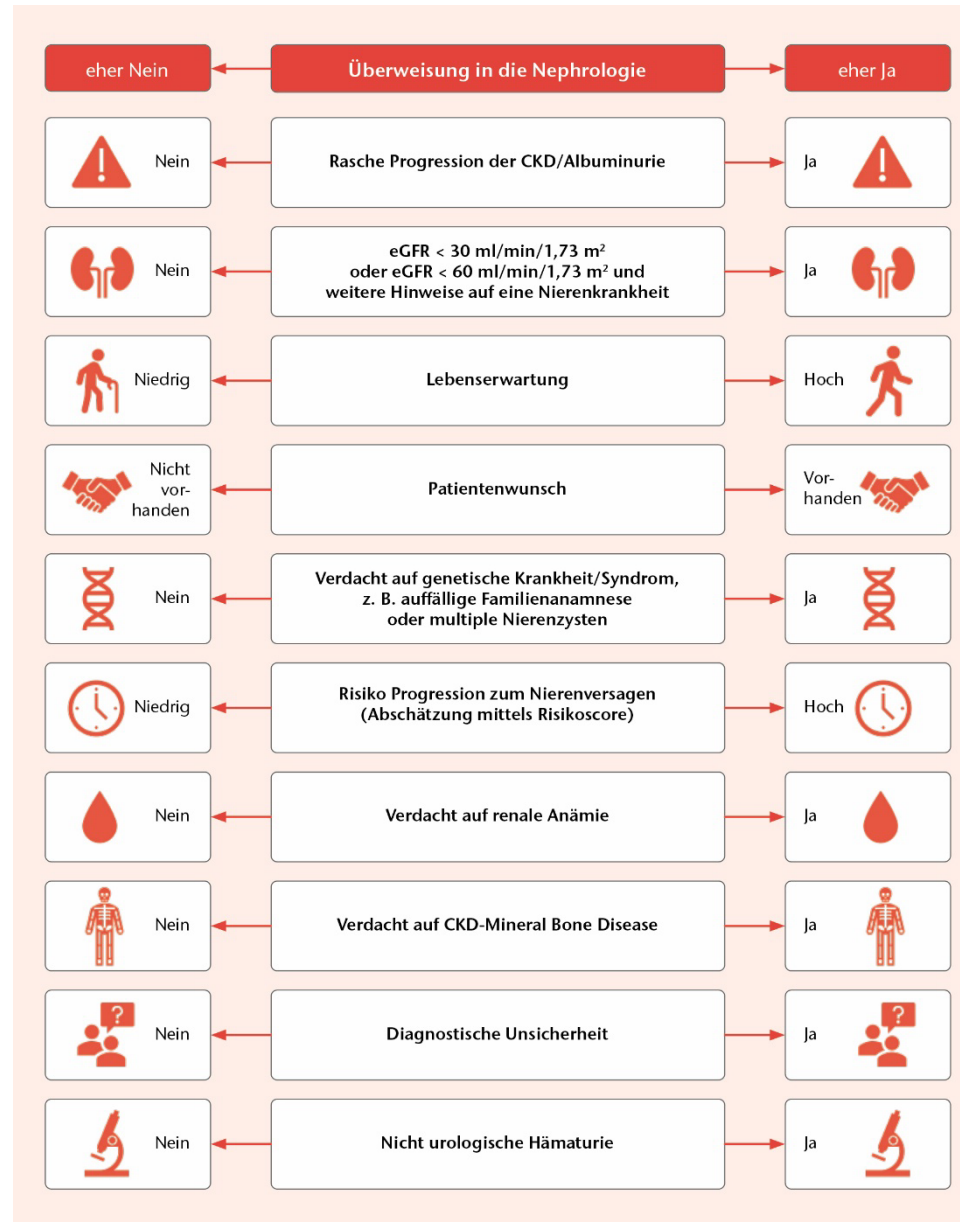 eher Nein
Überweisung in die Nephrologie
eher Ja
Nein
Rasche Progression der CKD/Albuminurie
Ja
Nein
eGFR < 30 ml/min/1,73 m²
oder eGFR < 60 ml/min/1,73 m² und
weitere Hinweise auf eine Nierenkrankheit
Ja
Niedrig
Lebenserwartung
Hoch
Nicht
vor-
handen
Patientenwunsch
Vor-
handen
Nein
Verdacht auf genetische Krankheit/Syndrom,
z. B. auffällige Familienanamnese
oder multiple Nierenzysten
Ja
Niedrig
Risiko Progression zum Nierenversagen
(Abschätzung mittels Risikoscore)
Hoch
Nein
Verdacht auf renale Anämie
Ja
Nein
Verdacht auf CKD-Mineral Bone Disease
Ja
?
Nein
Diagnostische Unsicherheit
Ja
?
Nein
Nicht urologische Hämaturie
Ja